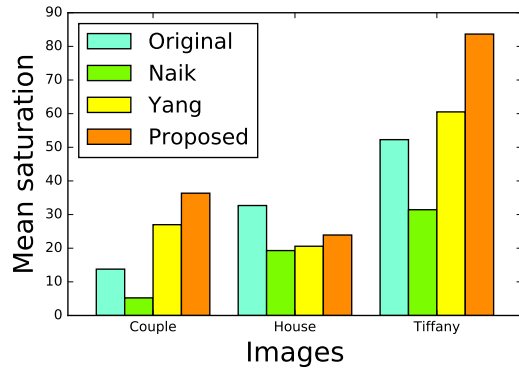 90
80
70
60
50
40
30
20
10
0
Mean saturation
Original
Naik
Yang
Proposed
Couple House Tiffany
Images